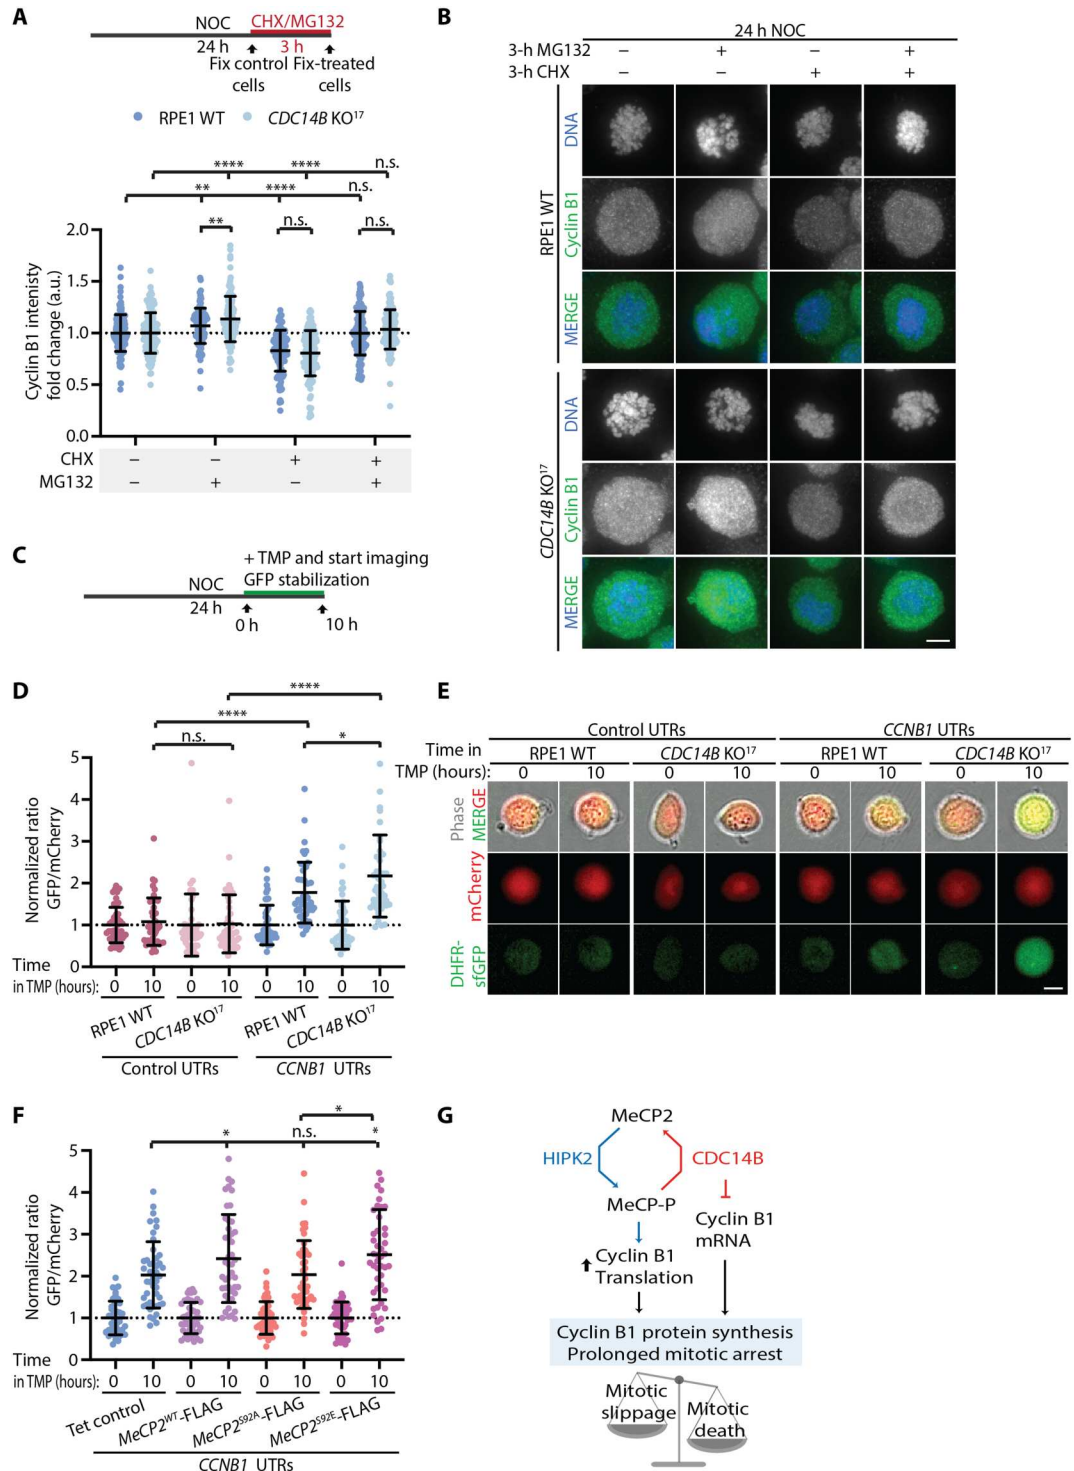 A
NOC CHX/MG132
24 h 3 h
Fix control Fix-treated
cells cells
RPE1 WT CDC14B KO17
**** **** n.s.
** **** n.s.
** n.s. n.s.
Cyclin B1 intenisty
fold change (a.u.)
2.0
1.5
1.0
0.5
0.0
CHX − − + +
MG132 − + − +
B
24 h NOC
3-h MG132 − + − +
3-h CHX − − + +
RPE1 WT
DNA
Cyclin B1
MERGE
CDC14B KO17
DNA
Cyclin B1
MERGE
C
+ TMP and start imaging
GFP stabilization
NOC
24 h
0 h 10 h
D
****
****
n.s. *
Normalized ratio
GFP/mCherry
5
4
3
2
1
0
Time
in TMP (hours): 0 10 0 10 0 10 0 10
RPE1 WT CDC14B KO17 RPE1 WT CDC14B KO17
Control UTRs CCNB1 UTRs
E
Control UTRs CCNB1 UTRs
Time in RPE1 WT CDC14B KO17 RPE1 WT CDC14B KO17
TMP (hours): 0 10 0 10 0 10 0 10
Phase
MERGE
mCherry
DHFR-
sfGFP
F
*
* n.s. *
Normalized ratio
GFP/mCherry
5
4
3
2
1
0
Time
in TMP (hours): 0 10 0 10 0 10 0 10
Tet control MeCP2WT-FLAG MeCP2S92A-FLAG MeCP2S92E-FLAG
CCNB1 UTRs
G
MeCP2
HIPK2 CDC14B
MeCP-P
Cyclin B1
mRNA
Cyclin B1
Translation
Cyclin B1 protein synthesis
Prolonged mitotic arrest
Mitotic
slippage
Mitotic
death